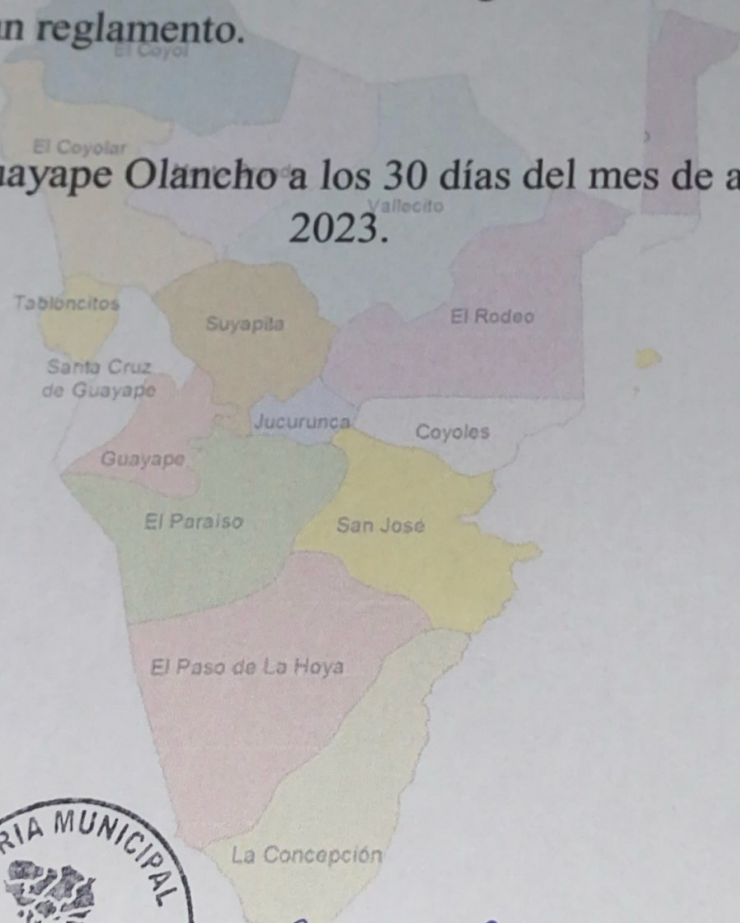 n reglamento.
El Coyol
El Coyolar
uayape Olancho a los 30 días del mes de a
Vallecito
2023.
Tabloncitos
Suyapita
El Rodeo
Santa Cruz
de Guayape
Jucurunca
Coyoles
Guayape
El Paraiso
San José
El Paso de La Hoya
RIA MUNICIPAL
La Concepción